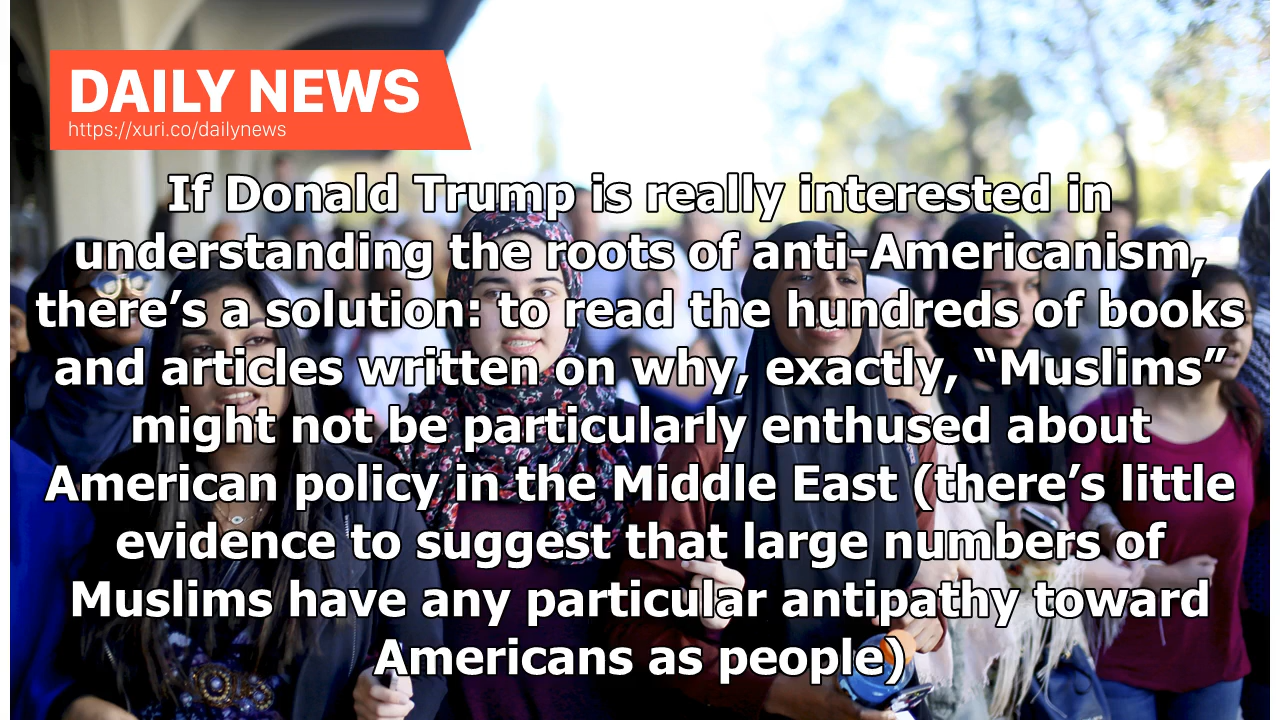 DAILY NEWS
https://xuri.co/dailynews
If Donald Trump is really interested in
understanding the roots of anti-Americanism,
there’s a solution: to read the hundreds of books
and articles written on why, exactly, “Muslims”
might not be particularly enthused about
American policy in the Middle East (there’s little
evidence to suggest that large numbers of
Muslims have any particular antipathy toward
Americans as people)